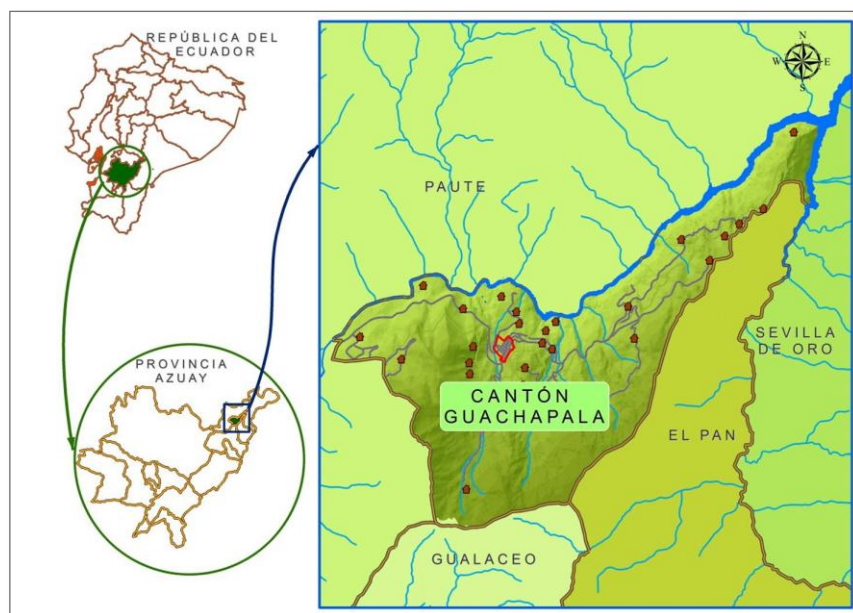 REPÚBLICA DEL
ECUADOR
PROVINCIA
AZUAY
N
W
E
S
PAUTE
SEVILLA
DE ORO
CANTÓN
GUACHAPALA
EL PAN
GUALACEO